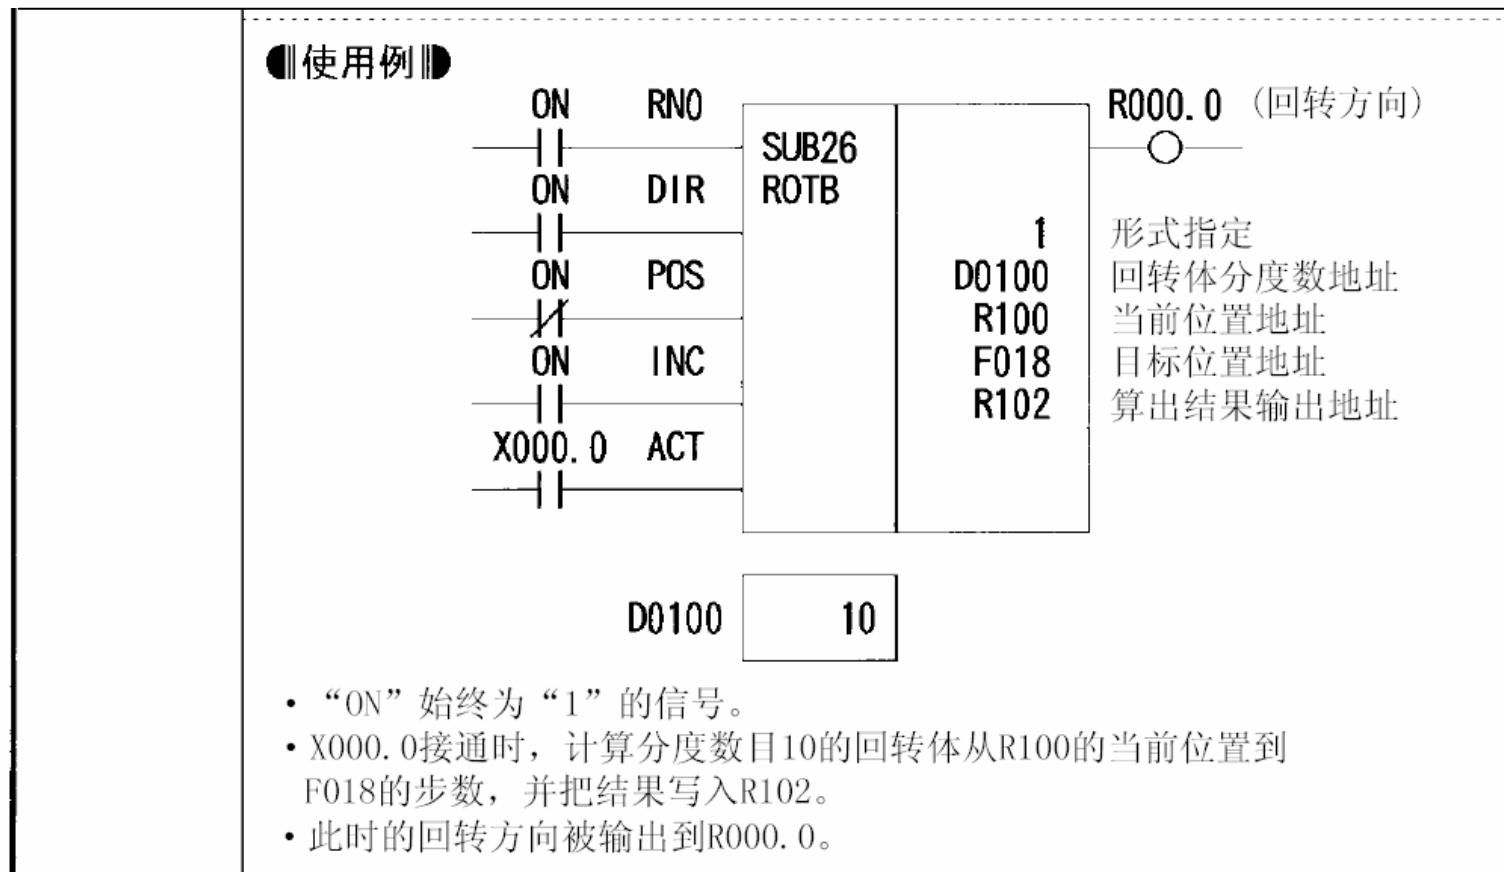 使用例
ON RN0 R000.0 (回转方向)
SUB26
ON DIR ROTB
1 形式指定
ON POS D0100 回转体分度数地址
R100 当前位置地址
ON INC F018 目标位置地址
R102 算出结果输出地址
X000.0 ACT
D0100 10
·“ON”始终为“1”的信号。
·X000.0接通时，计算分度数目10的回转体从R100的当前位置到
F018的步数，并把结果写入R102。
·此时的回转方向被输出到R000.0。